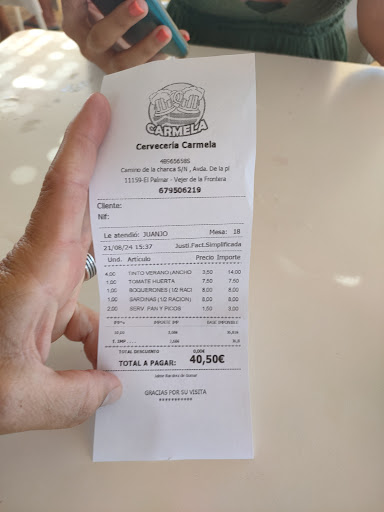 CARMELA
Cervecería Carmela
Camino de la chanca S/N , Avda. De la pl
11159-El Palmar - Vejer de la Frontera
679506219
Cliente:
Nif:
Le atendió: JUANJO Mesa: 18
21/08/24 15:37 Justi.Fact.Simplificada
Und. Artículo Precio Importe
4.00 TINTO VERANO (ANCHO 3,50 14,00
1.00 TOMATE HUERTA 7,50 7,50
1.00 BOQUERONES (1/2 RACI 8,00 8,00
1.00 SARDINAS (1/2 RACION) 8,00 8,00
2.00 SERV. PAN Y PICOS 1,50 3,00
TOTAL DESCUENTO 0,00€
TOTAL A PAGAR: 40,50€
GRACIAS POR SU VISITA
**********